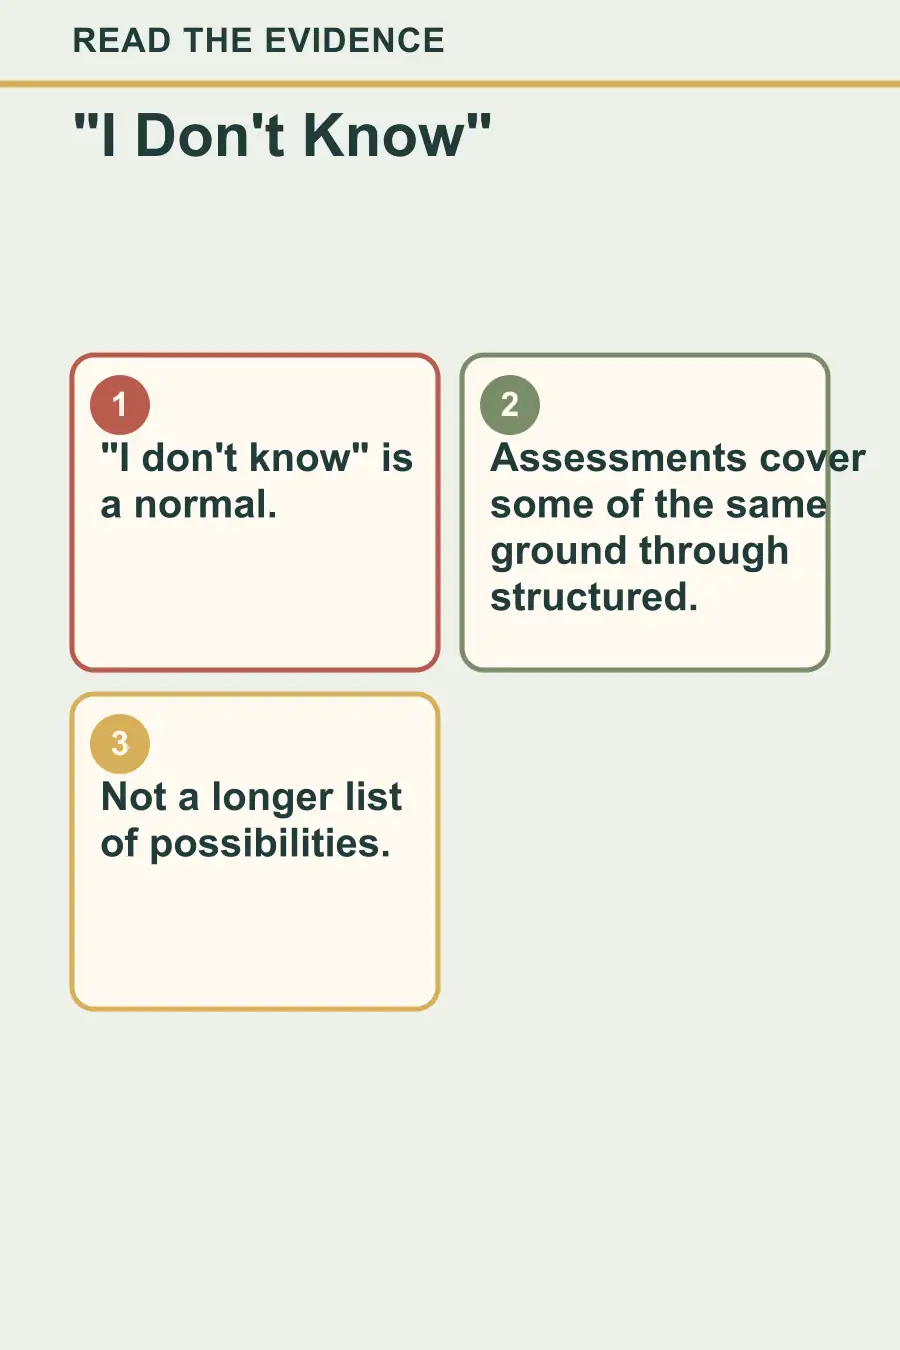 READ THE EVIDENCE
"I Don't Know"
1
"I don't know" is
a normal.
2
Assessments cover
some of the same
ground through
structured.
3
Not a longer list
of possibilities.